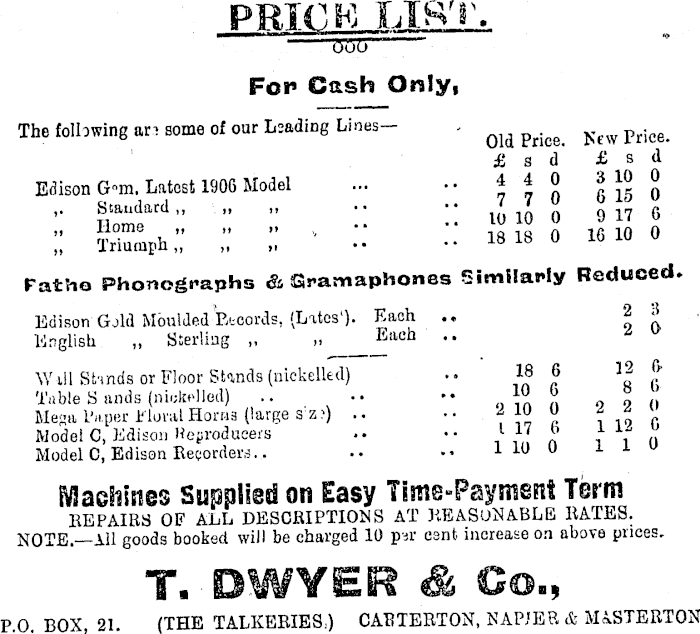 PRICE LIST.
For Cash Only,
The following are some of our Leading Lines—
Old Price. New Price.
£ s d £ s d
Edison Gem, Latest 1906 Model ... .. 4 4 0 3 10 0
,, Standard ,, ,, ,, .. .. 7 7 0 6 15 0
,, Home ,, ,, ,, .. .. 10 10 0 9 17 6
,, Triumph ,, ,, ,, .. .. 18 18 0 16 10 0
Pathe Phonographs & Gramaphones Similarly Reduced.
Edison Gold Moulded Records, (Latest). Each .. 2 3
English ,, Sterling ,, ,, Each .. 2 0
Wall Stands or Floor Stands (nickelled) .. 18 6 12 6
Table Stands (nickelled) .. .. .. 10 6 8 6
Mega Paper Floral Horns (large size) .. .. 2 10 0 2 2 0
Model C, Edison Reproducers .. .. 1 17 6 1 12 6
Model C, Edison Recorders.. .. .. 1 10 0 1 1 0
Machines Supplied on Easy Time-Payment Term
REPAIRS OF ALL DESCRIPTIONS AT REASONABLE RATES.
NOTE.—All goods booked will be charged 10 per cent increase on above prices.
T. DWYER & Co.,
P.O. BOX, 21. (THE TALKERIES.) CARTERTON, NAPIER & MASTERTON